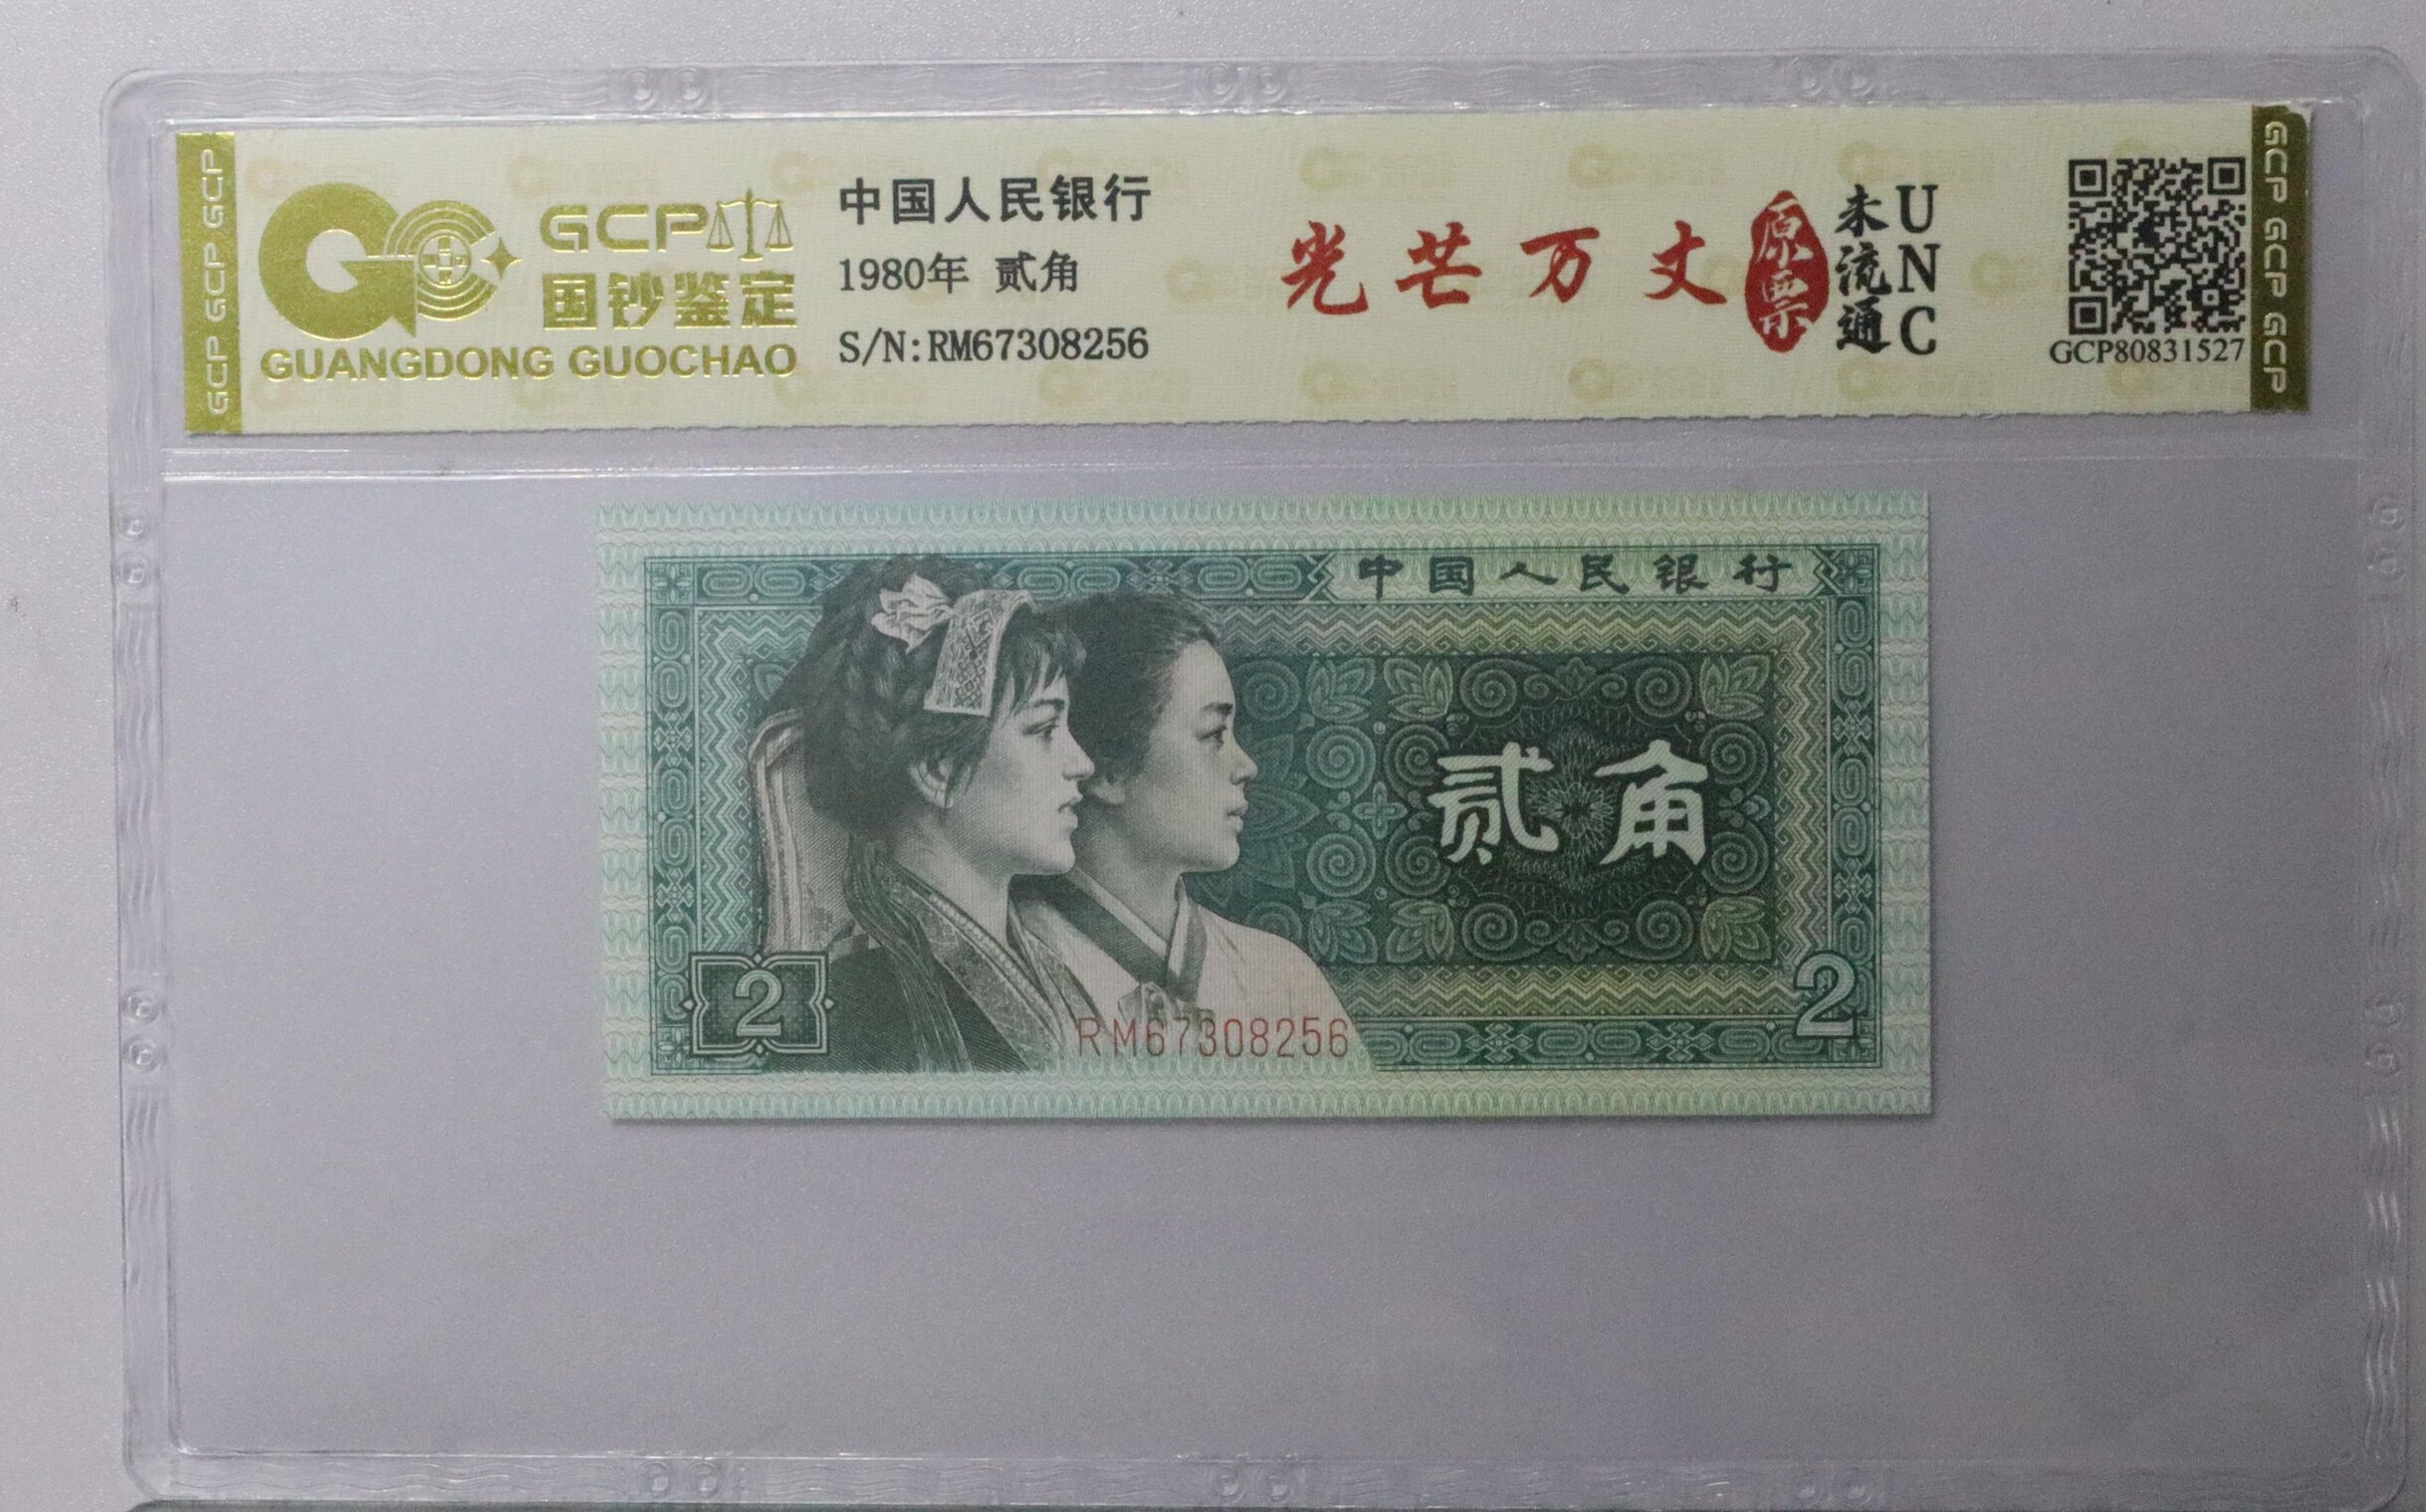 GCP GCP GCP
GCP
国钞鉴定
GUANGDONG GUOCHAO
中国人民银行
1980年 贰角
S/N:RM67308256
光芒万丈
原票
未流通
UNC
GCP80831527
GCP GCP GCP
中国人民银行
贰角
2
RM67308256
2